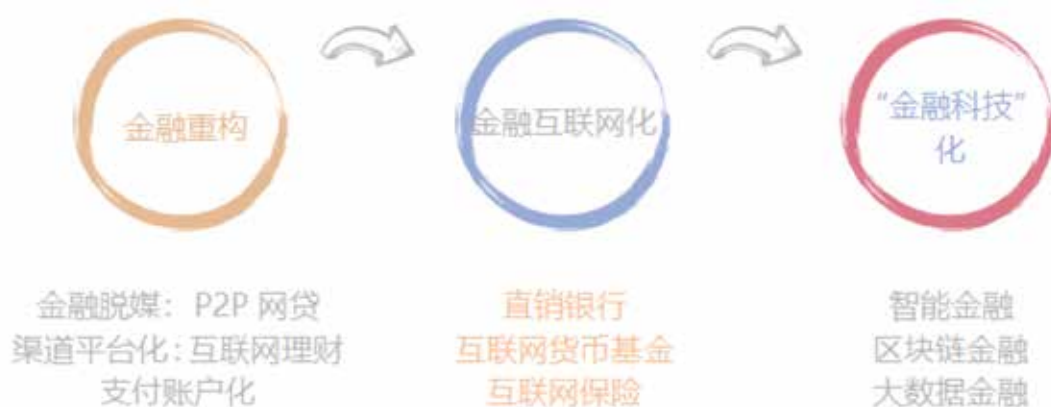 金融重构
金融互联网化
“金融科技”
化
金融脱媒：P2P 网贷
渠道平台化：互联网理财
支付账户化
直销银行
互联网货币基金
互联网保险
智能金融
区块链金融
大数据金融